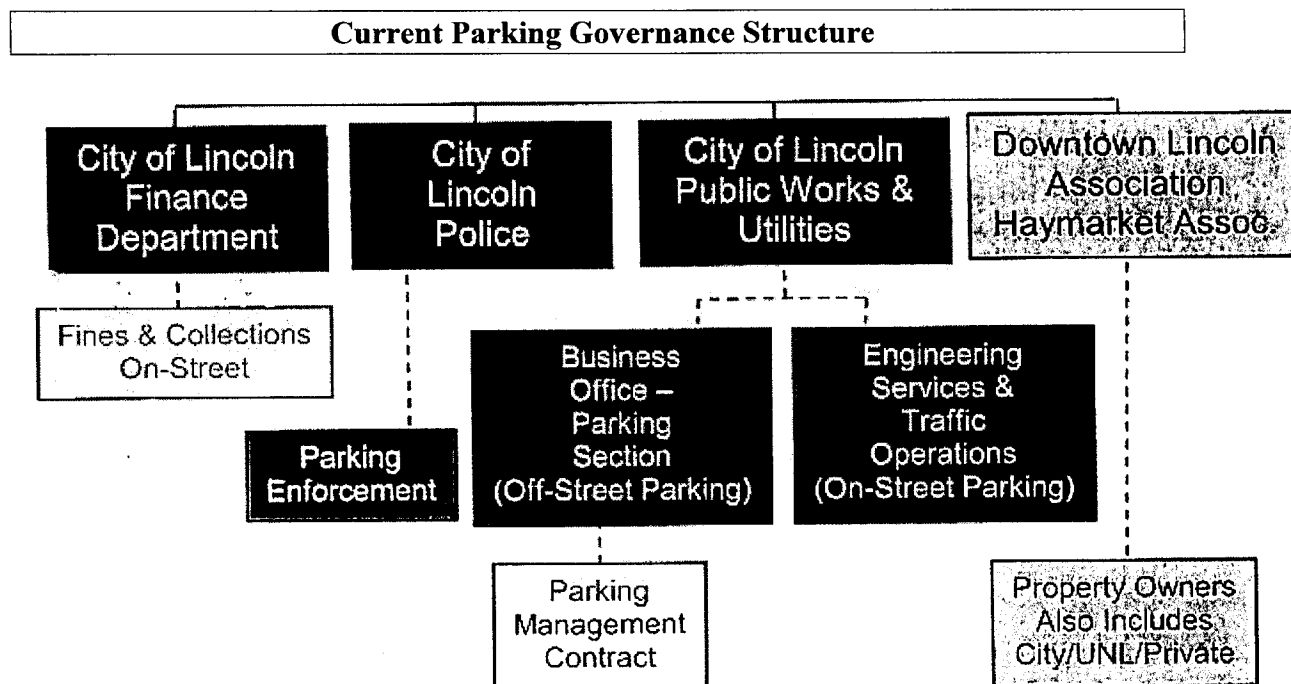 Current Parking Governance Structure
City of Lincoln
Finance
Department
City of
Lincoln
Police
City of Lincoln
Public Works &
Utilities
Downtown Lincoln
Association
Haymarket Assoc.
Fines & Collections
On-Street
Parking
Enforcement
Business
Office –
Parking
Section
(Off-Street Parking)
Engineering
Services &
Traffic
Operations
(On-Street Parking)
Parking
Management
Contract
Property Owners
Also Includes
City/UNL/Private